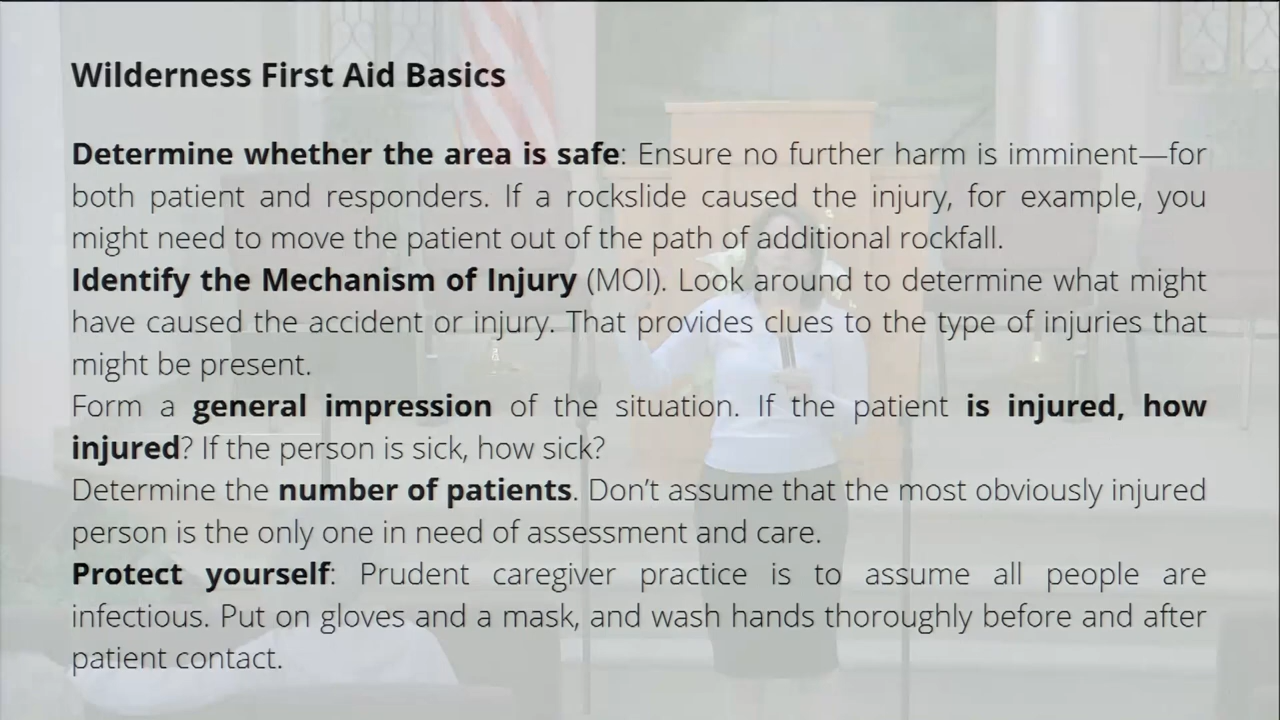 Wilderness First Aid Basics
Determine whether the area is safe: Ensure no further harm is imminent—for
both patient and responders. If a rockslide caused the injury, for example, you
might need to move the patient out of the path of additional rockfall.
Identify the Mechanism of Injury (MOI). Look around to determine what might
have caused the accident or injury. That provides clues to the type of injuries that
might be present.
Form a general impression of the situation. If the patient is injured, how
injured? If the person is sick, how sick?
Determine the number of patients. Don’t assume that the most obviously injured
person is the only one in need of assessment and care.
Protect yourself: Prudent caregiver practice is to assume all people are
infectious. Put on gloves and a mask, and wash hands thoroughly before and after
patient contact.